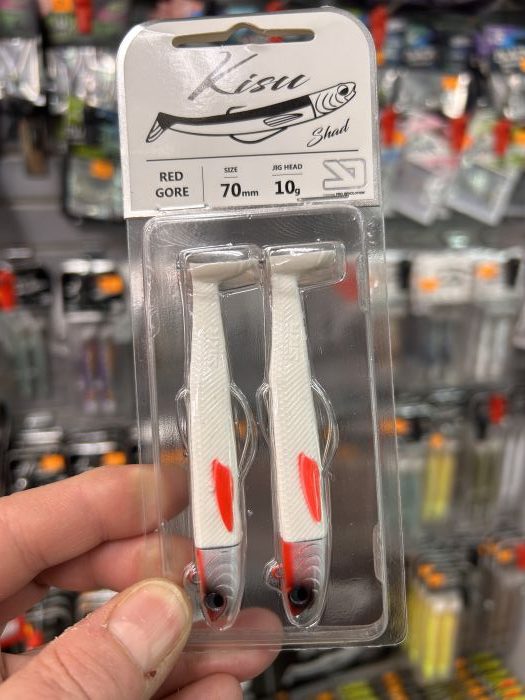 Kisu
Shad
RED
GORE
SIZE
70mm
JIG HEAD
10g